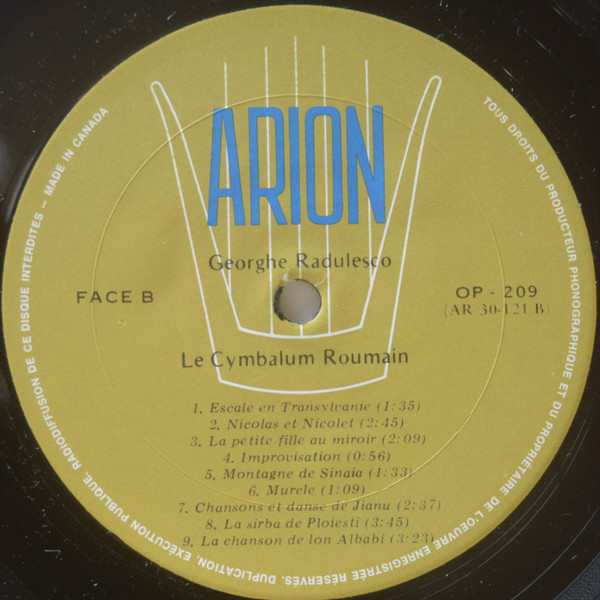 ARION
Georghe Radulesco
FACE B
OP - 209
(AR 30-121 B)
Le Cymbalum Roumain
1. Escale en Transylvanie (1:35)
2. Nicolas et Nicolet (2:45)
3. La petite fille au miroir (2:09)
4. Improvisation (0:56)
5. Montagne de Sinaia (1:33)
6. Murele (1:09)
7. Chansons et danse de Jianu (2:37)
8. La sirba de Ploiesti (3:45)
9. La chanson de Ion Albabi (3:23)
TOUS DROITS DU PRODUCTEUR PHONOGRAPHIQUE ET DU PROPRIÉTAIRE DE L'OEUVRE ENREGISTRÉE RÉSERVÉS. DUPLICATION, EXÉCUTION PUBLIQUE, RADIODIFFUSION DE CE DISQUE INTERDITES - MADE IN CANADA